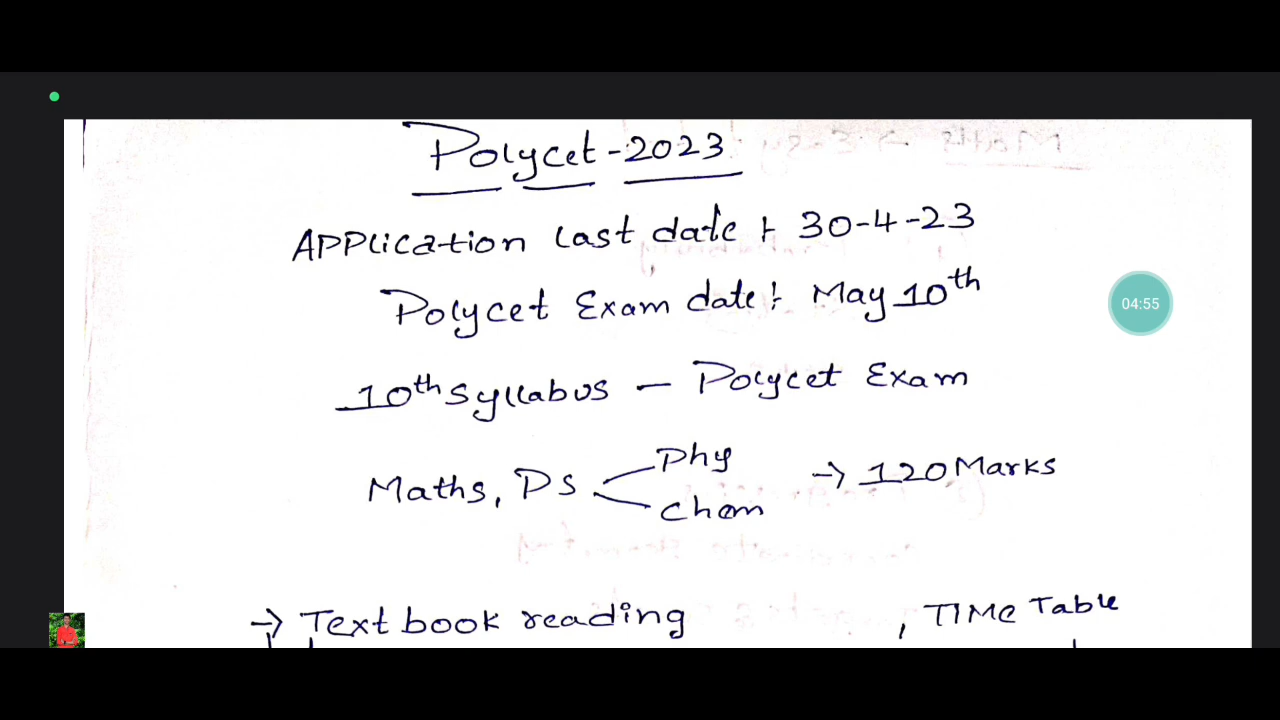 Polycet-2023
Application last date : 30-4-23
Polycet Exam date : May 10th
10th syllabus - Polycet Exam
Maths, PS
Phy
Chem
→ 120 Marks
→ Text book reading
, TIME Table
04:55